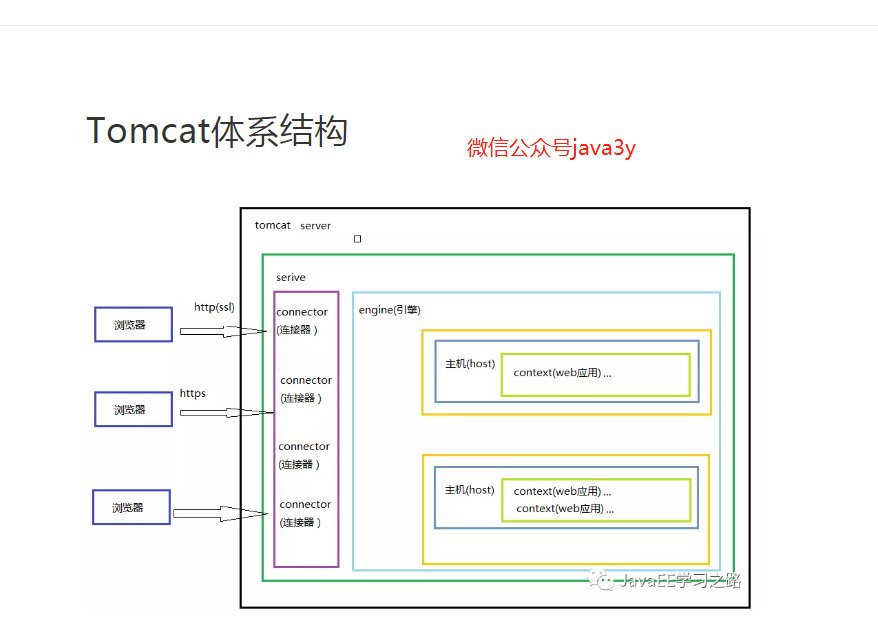 Tomcat体系结构
微信公众号java3y
tomcat server
serive
http(ssl)
浏览器
https
浏览器
浏览器
connector
(连接器 )
connector
(连接器 )
connector
(连接器 )
connector
(连接器 )
engine(引擎)
主机(host)
context(web应用) ...
主机(host)
context(web应用) ...
context(web应用) ...
JavaEE学习之路